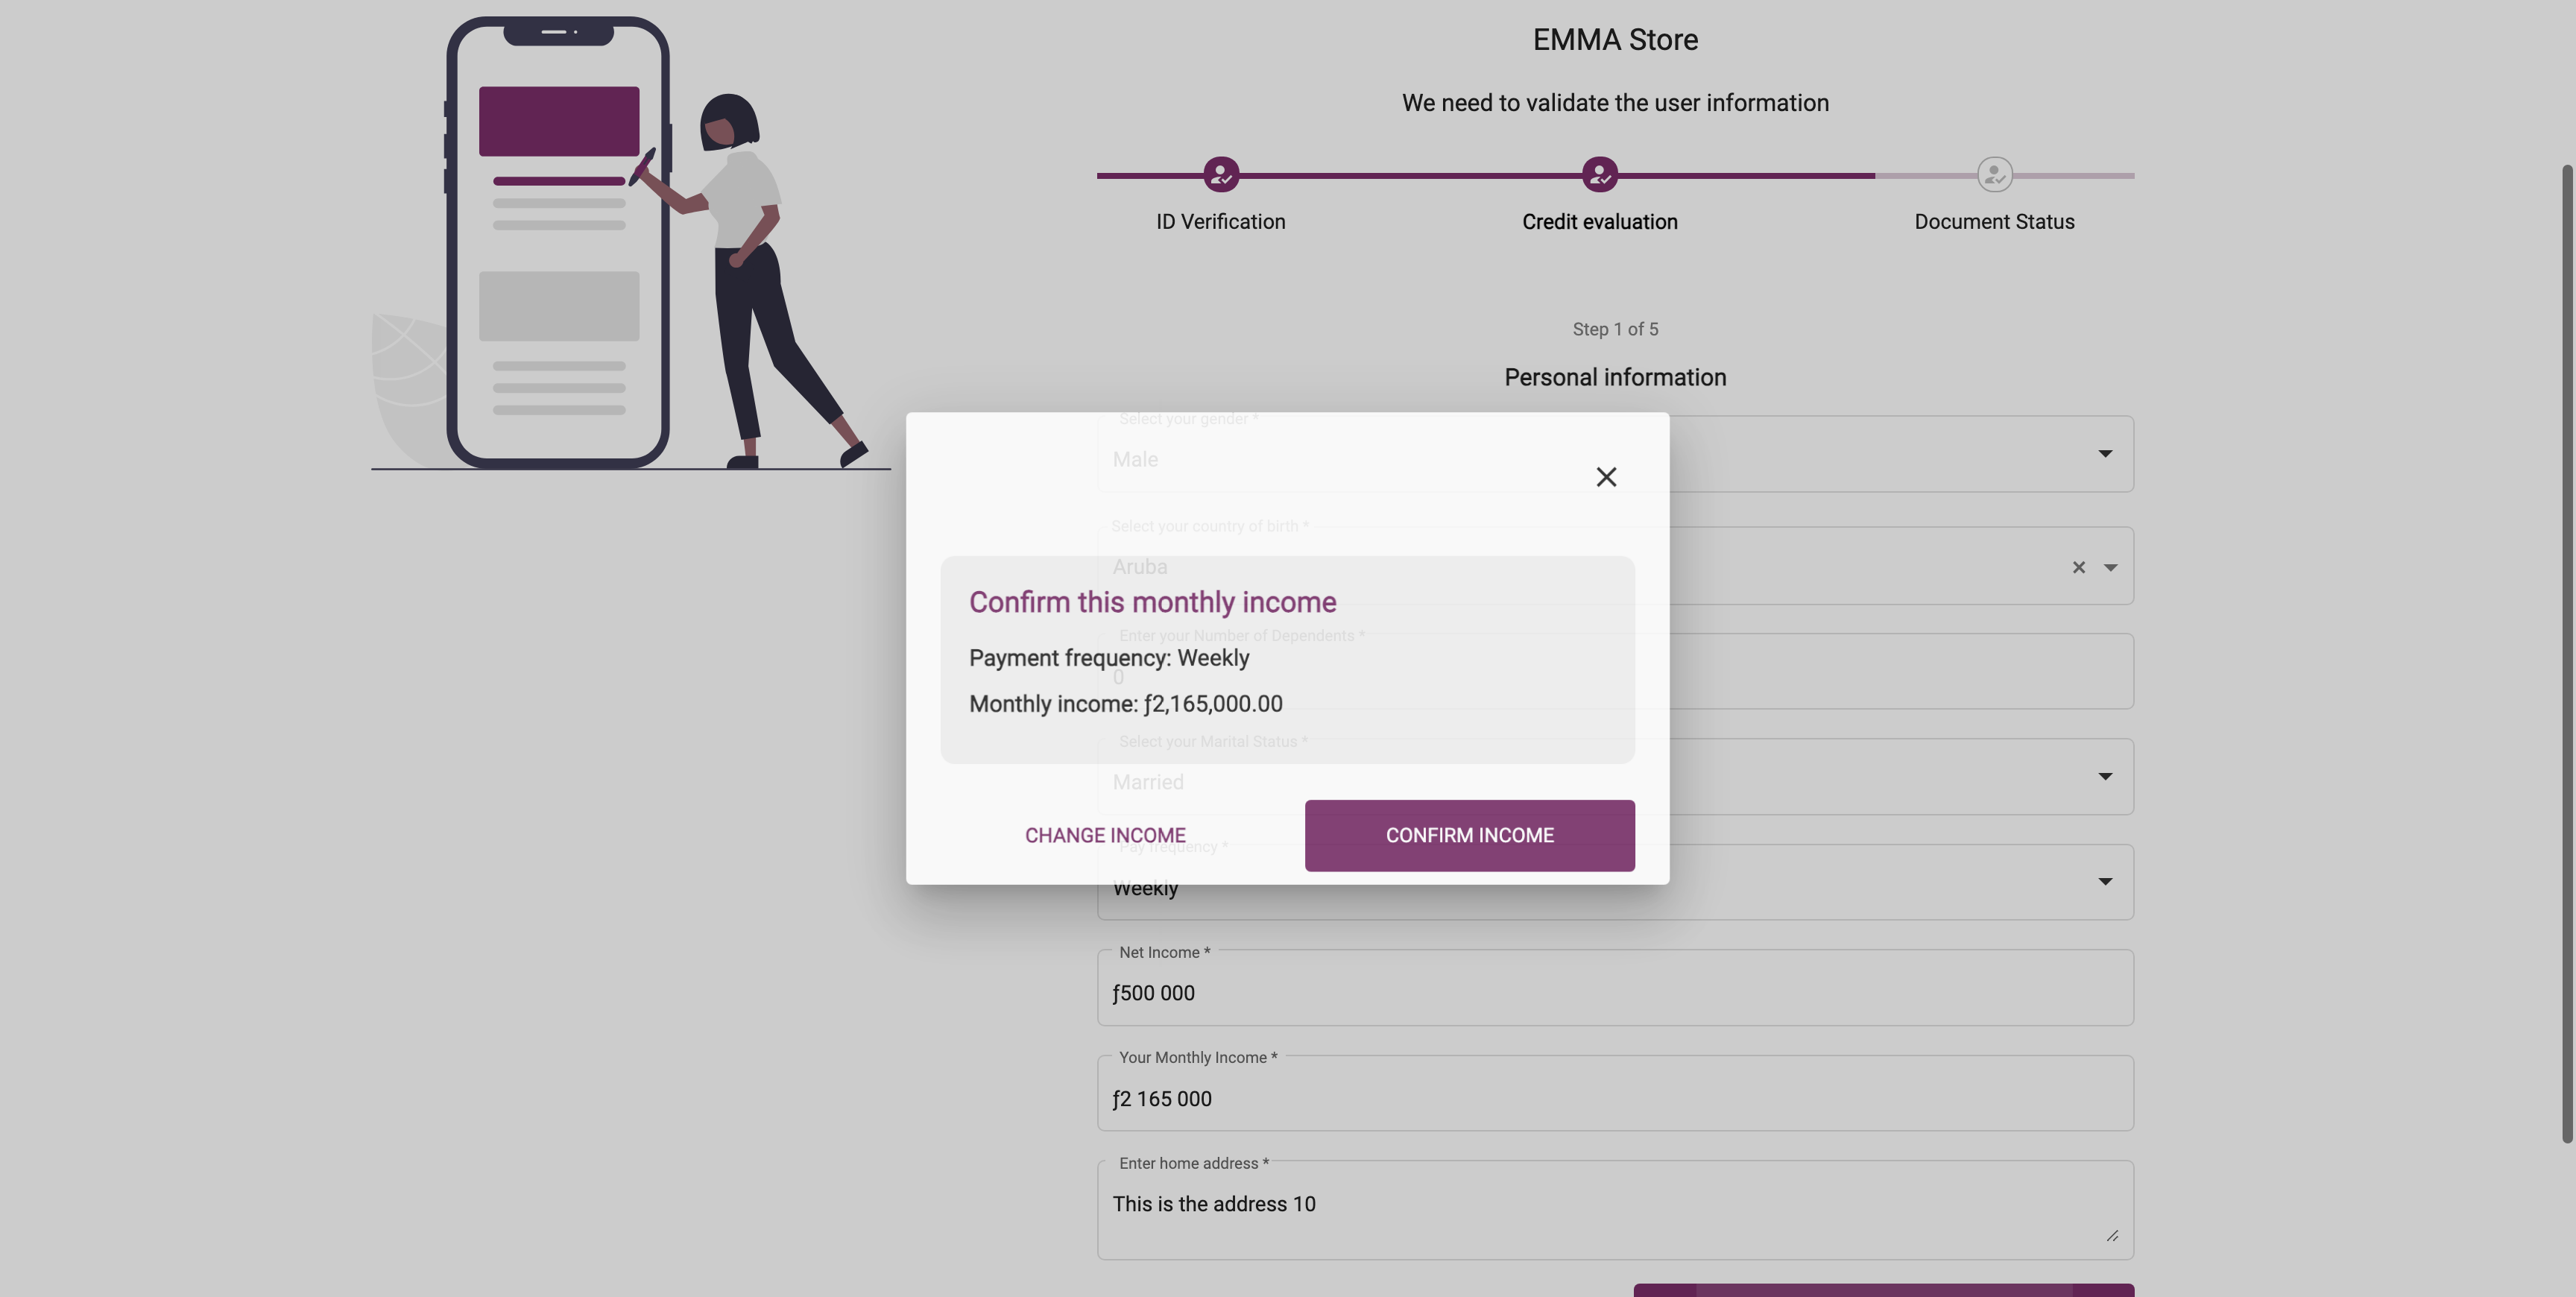 EMMA Store
We need to validate the user information
ID Verification
Credit evaluation
Document Status
Step 1 of 5
Personal information
Select your gender *
Male
Select your country of birth *
Aruba
Confirm this monthly income
Enter your Number of Dependents *
Payment frequency: Weekly
0
Monthly income: ƒ2,165,000.00
Select your Marital Status *
Married
CHANGE INCOME
CONFIRM INCOME
Pay frequency *
Weekly
Net Income *
ƒ500 000
Your Monthly Income *
ƒ2 165 000
Enter home address *
This is the address 10